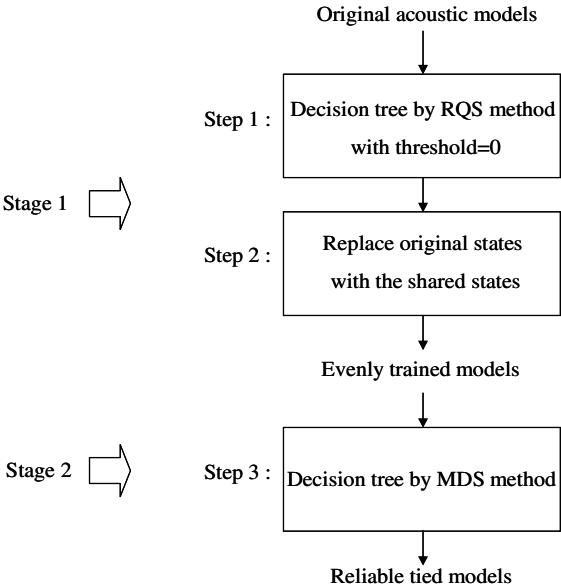 Original acoustic models
Step 1 :
Decision tree by RQS method
with threshold=0
Stage 1
Step 2 :
Replace original states
with the shared states
Evenly trained models
Stage 2
Step 3 :
Decision tree by MDS method
Reliable tied models